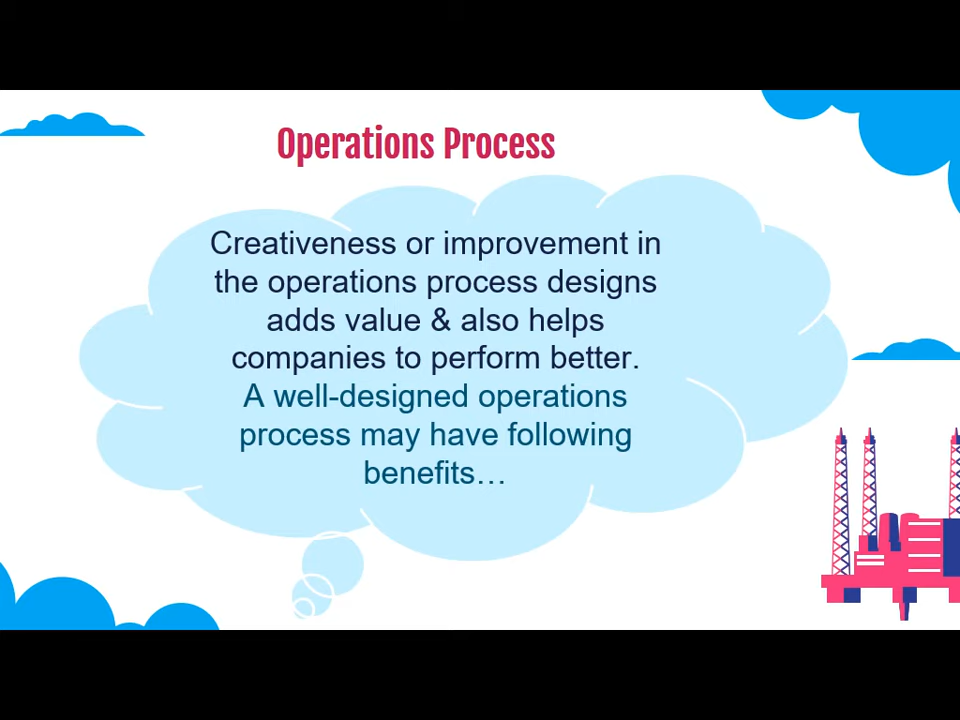 Operations Process
Creativeness or improvement in
the operations process designs
adds value & also helps
companies to perform better.
A well-designed operations
process may have following
benefits…